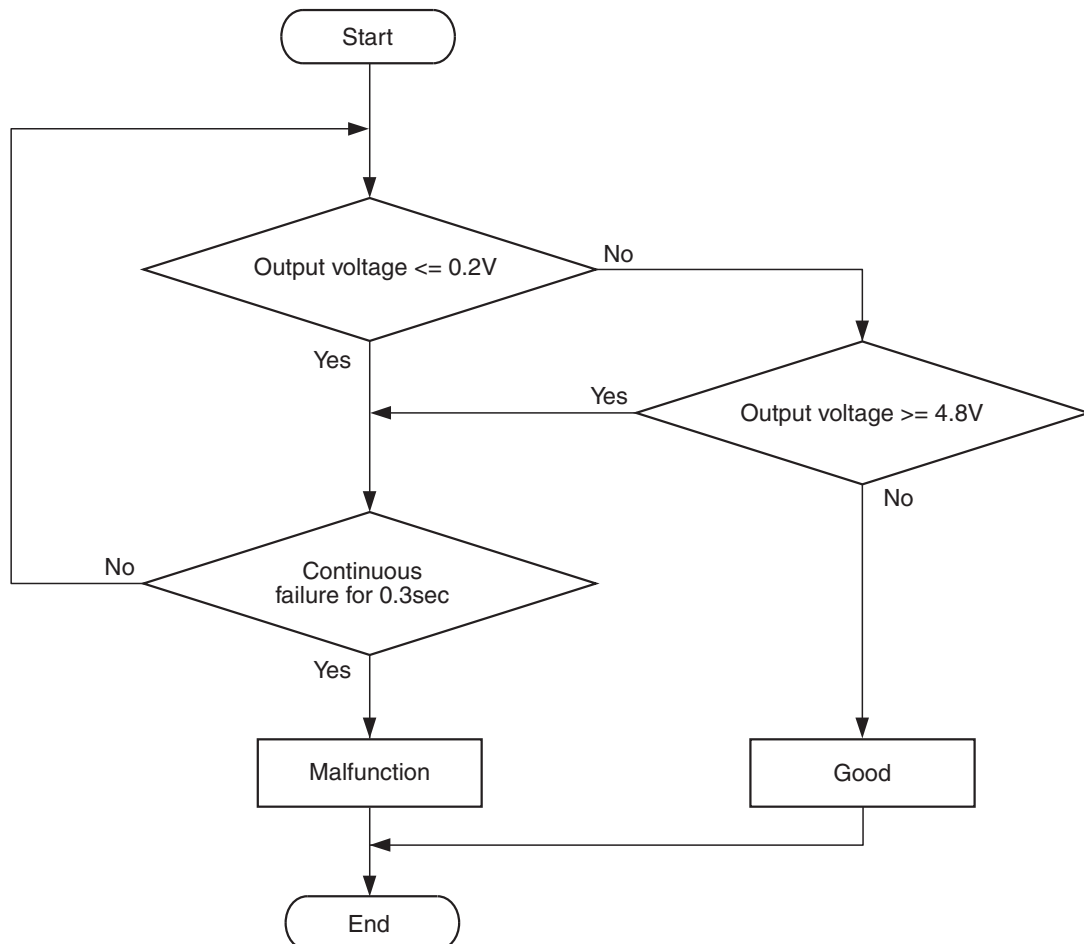 Start
Output voltage <= 0.2V
No
Yes
Yes
Output voltage >= 4.8V
No
No
Continuous
failure for 0.3sec
Yes
Malfunction
Good
End